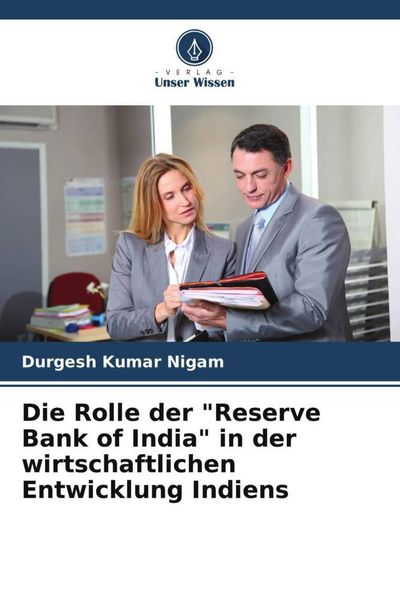 - VERLAG -
Unser Wissen
Durgesh Kumar Nigam
Die Rolle der "Reserve
Bank of India" in der
wirtschaftlichen
Entwicklung Indiens